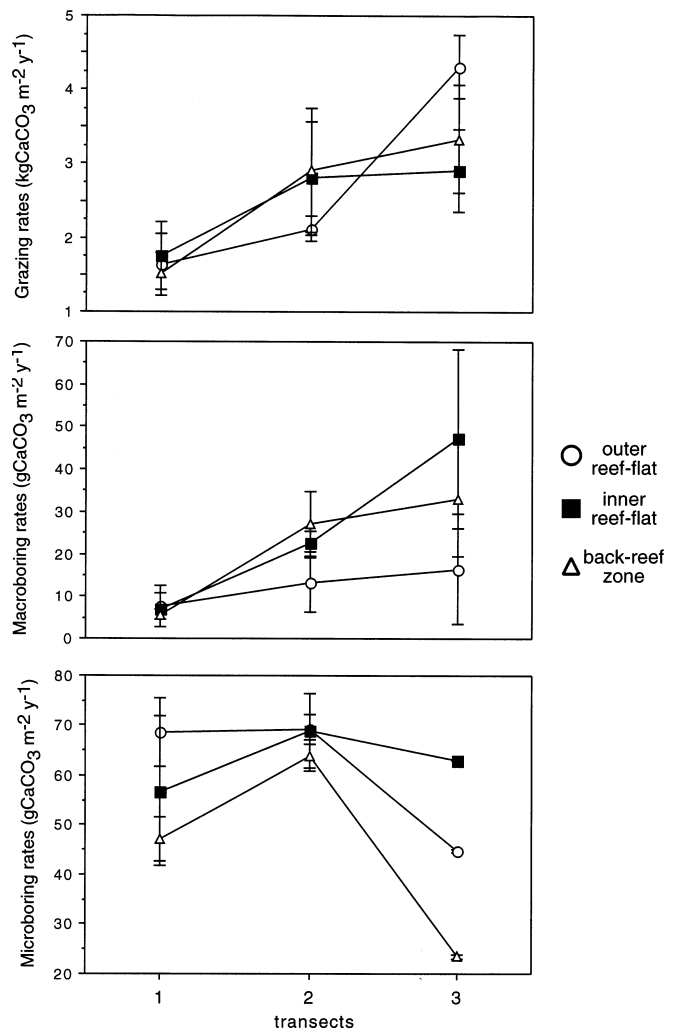 Grazing rates (kgCaCO3 m-2 y-1)
5
4
3
2
1
Macroboring rates (gCaCO3 m-2 y-1)
70
60
50
40
30
20
10
0
outer
reef-flat
inner
reef-flat
back-reef
zone
Microboring rates (gCaCO3 m-2 y-1)
80
70
60
50
40
30
20
1 2 3
transects